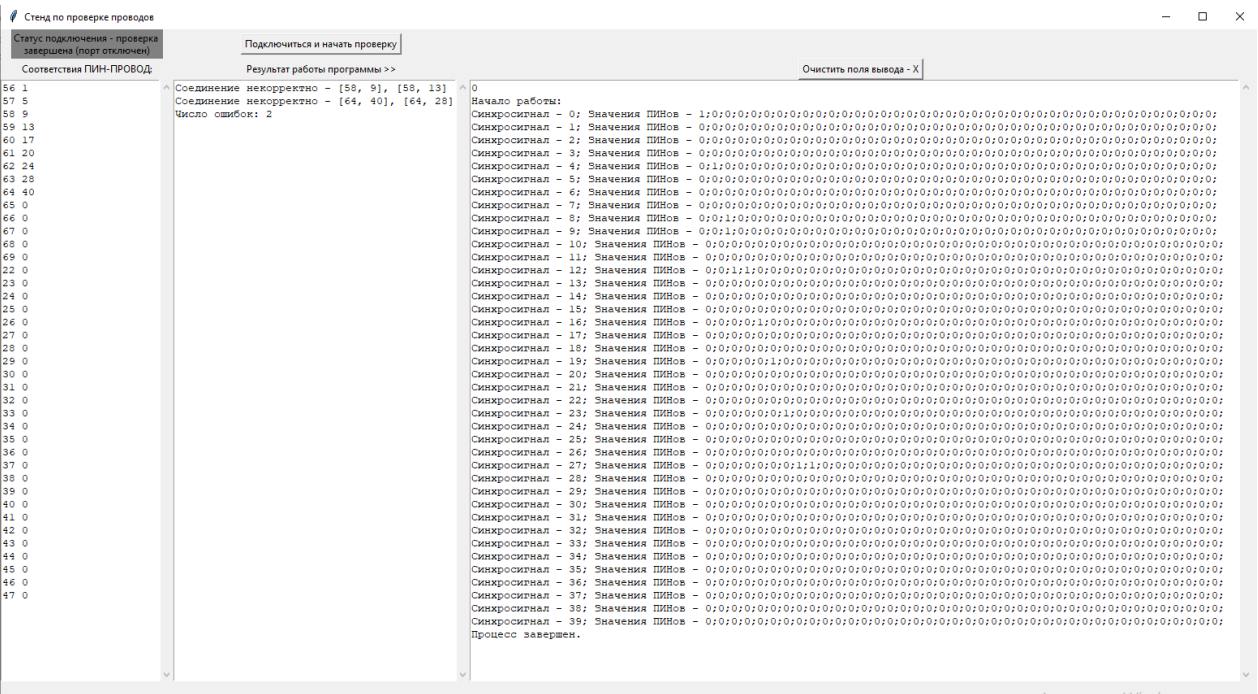 Стенд по проверке проводов
Статус подключения - проверка
завершена (порт отключен)
Подключиться и начать проверку
Соответствия ПИН-ПРОВОД:
Результат работы программы >>
Очистить поля вывода - X
56 1
57 5
58 9
59 13
60 17
61 20
62 24
63 28
64 40
65 0
66 0
67 0
68 0
69 0
22 0
23 0
24 0
25 0
26 0
27 0
28 0
29 0
30 0
31 0
32 0
33 0
34 0
35 0
36 0
37 0
38 0
39 0
40 0
41 0
42 0
43 0
44 0
45 0
46 0
47 0
Соединение некорректно - [58, 9], [58, 13]
Соединение некорректно - [64, 40], [64, 28]
Число ошибок: 2
0
Начало работы:
Синхросигнал - 0; Значения ПИНов - 1;0;0;0;0;0;0;0;0;0;0;0;0;0;0;0;0;0;0;0;0;0;0;0;0;0;0;0;0;0;0;0;0;0;0;0;0;0;0;0;
Синхросигнал - 1; Значения ПИНов - 0;0;0;0;0;0;0;0;0;0;0;0;0;0;0;0;0;0;0;0;0;0;0;0;0;0;0;0;0;0;0;0;0;0;0;0;0;0;0;0;
Синхросигнал - 2; Значения ПИНов - 0;0;0;0;0;0;0;0;0;0;0;0;0;0;0;0;0;0;0;0;0;0;0;0;0;0;0;0;0;0;0;0;0;0;0;0;0;0;0;0;
Синхросигнал - 3; Значения ПИНов - 0;0;0;0;0;0;0;0;0;0;0;0;0;0;0;0;0;0;0;0;0;0;0;0;0;0;0;0;0;0;0;0;0;0;0;0;0;0;0;0;
Синхросигнал - 4; Значения ПИНов - 0;1;0;0;0;0;0;0;0;0;0;0;0;0;0;0;0;0;0;0;0;0;0;0;0;0;0;0;0;0;0;0;0;0;0;0;0;0;0;0;
Синхросигнал - 5; Значения ПИНов - 0;0;0;0;0;0;0;0;0;0;0;0;0;0;0;0;0;0;0;0;0;0;0;0;0;0;0;0;0;0;0;0;0;0;0;0;0;0;0;0;
Синхросигнал - 6; Значения ПИНов - 0;0;0;0;0;0;0;0;0;0;0;0;0;0;0;0;0;0;0;0;0;0;0;0;0;0;0;0;0;0;0;0;0;0;0;0;0;0;0;0;
Синхросигнал - 7; Значения ПИНов - 0;0;0;0;0;0;0;0;0;0;0;0;0;0;0;0;0;0;0;0;0;0;0;0;0;0;0;0;0;0;0;0;0;0;0;0;0;0;0;0;
Синхросигнал - 8; Значения ПИНов - 0;0;1;0;0;0;0;0;0;0;0;0;0;0;0;0;0;0;0;0;0;0;0;0;0;0;0;0;0;0;0;0;0;0;0;0;0;0;0;0;
Синхросигнал - 9; Значения ПИНов - 0;0;1;0;0;0;0;0;0;0;0;0;0;0;0;0;0;0;0;0;0;0;0;0;0;0;0;0;0;0;0;0;0;0;0;0;0;0;0;0;
Синхросигнал - 10; Значения ПИНов - 0;0;0;0;0;0;0;0;0;0;0;0;0;0;0;0;0;0;0;0;0;0;0;0;0;0;0;0;0;0;0;0;0;0;0;0;0;0;0;0;
Синхросигнал - 11; Значения ПИНов - 0;0;0;0;0;0;0;0;0;0;0;0;0;0;0;0;0;0;0;0;0;0;0;0;0;0;0;0;0;0;0;0;0;0;0;0;0;0;0;0;
Синхросигнал - 12; Значения ПИНов - 0;0;1;1;0;0;0;0;0;0;0;0;0;0;0;0;0;0;0;0;0;0;0;0;0;0;0;0;0;0;0;0;0;0;0;0;0;0;0;0;
Синхросигнал - 13; Значения ПИНов - 0;0;0;0;0;0;0;0;0;0;0;0;0;0;0;0;0;0;0;0;0;0;0;0;0;0;0;0;0;0;0;0;0;0;0;0;0;0;0;0;
Синхросигнал - 14; Значения ПИНов - 0;0;0;0;0;0;0;0;0;0;0;0;0;0;0;0;0;0;0;0;0;0;0;0;0;0;0;0;0;0;0;0;0;0;0;0;0;0;0;0;
Синхросигнал - 15; Значения ПИНов - 0;0;0;0;0;0;0;0;0;0;0;0;0;0;0;0;0;0;0;0;0;0;0;0;0;0;0;0;0;0;0;0;0;0;0;0;0;0;0;0;
Синхросигнал - 16; Значения ПИНов - 0;0;0;0;1;0;0;0;0;0;0;0;0;0;0;0;0;0;0;0;0;0;0;0;0;0;0;0;0;0;0;0;0;0;0;0;0;0;0;0;
Синхросигнал - 17; Значения ПИНов - 0;0;0;0;0;0;0;0;0;0;0;0;0;0;0;0;0;0;0;0;0;0;0;0;0;0;0;0;0;0;0;0;0;0;0;0;0;0;0;0;
Синхросигнал - 18; Значения ПИНов - 0;0;0;0;0;0;0;0;0;0;0;0;0;0;0;0;0;0;0;0;0;0;0;0;0;0;0;0;0;0;0;0;0;0;0;0;0;0;0;0;
Синхросигнал - 19; Значения ПИНов - 0;0;0;0;0;1;0;0;0;0;0;0;0;0;0;0;0;0;0;0;0;0;0;0;0;0;0;0;0;0;0;0;0;0;0;0;0;0;0;0;
Синхросигнал - 20; Значения ПИНов - 0;0;0;0;0;0;0;0;0;0;0;0;0;0;0;0;0;0;0;0;0;0;0;0;0;0;0;0;0;0;0;0;0;0;0;0;0;0;0;0;
Синхросигнал - 21; Значения ПИНов - 0;0;0;0;0;0;0;0;0;0;0;0;0;0;0;0;0;0;0;0;0;0;0;0;0;0;0;0;0;0;0;0;0;0;0;0;0;0;0;0;
Синхросигнал - 22; Значения ПИНов - 0;0;0;0;0;0;0;0;0;0;0;0;0;0;0;0;0;0;0;0;0;0;0;0;0;0;0;0;0;0;0;0;0;0;0;0;0;0;0;0;
Синхросигнал - 23; Значения ПИНов - 0;0;0;0;0;0;1;0;0;0;0;0;0;0;0;0;0;0;0;0;0;0;0;0;0;0;0;0;0;0;0;0;0;0;0;0;0;0;0;0;
Синхросигнал - 24; Значения ПИНов - 0;0;0;0;0;0;0;0;0;0;0;0;0;0;0;0;0;0;0;0;0;0;0;0;0;0;0;0;0;0;0;0;0;0;0;0;0;0;0;0;
Синхросигнал - 25; Значения ПИНов - 0;0;0;0;0;0;0;0;0;0;0;0;0;0;0;0;0;0;0;0;0;0;0;0;0;0;0;0;0;0;0;0;0;0;0;0;0;0;0;0;
Синхросигнал - 26; Значения ПИНов - 0;0;0;0;0;0;0;0;0;0;0;0;0;0;0;0;0;0;0;0;0;0;0;0;0;0;0;0;0;0;0;0;0;0;0;0;0;0;0;0;
Синхросигнал - 27; Значения ПИНов - 0;0;0;0;0;0;0;1;1;0;0;0;0;0;0;0;0;0;0;0;0;0;0;0;0;0;0;0;0;0;0;0;0;0;0;0;0;0;0;0;
Синхросигнал - 28; Значения ПИНов - 0;0;0;0;0;0;0;0;0;0;0;0;0;0;0;0;0;0;0;0;0;0;0;0;0;0;0;0;0;0;0;0;0;0;0;0;0;0;0;0;
Синхросигнал - 29; Значения ПИНов - 0;0;0;0;0;0;0;0;0;0;0;0;0;0;0;0;0;0;0;0;0;0;0;0;0;0;0;0;0;0;0;0;0;0;0;0;0;0;0;0;
Синхросигнал - 30; Значения ПИНов - 0;0;0;0;0;0;0;0;0;0;0;0;0;0;0;0;0;0;0;0;0;0;0;0;0;0;0;0;0;0;0;0;0;0;0;0;0;0;0;0;
Синхросигнал - 31; Значения ПИНов - 0;0;0;0;0;0;0;0;0;0;0;0;0;0;0;0;0;0;0;0;0;0;0;0;0;0;0;0;0;0;0;0;0;0;0;0;0;0;0;0;
Синхросигнал - 32; Значения ПИНов - 0;0;0;0;0;0;0;0;0;0;0;0;0;0;0;0;0;0;0;0;0;0;0;0;0;0;0;0;0;0;0;0;0;0;0;0;0;0;0;0;
Синхросигнал - 33; Значения ПИНов - 0;0;0;0;0;0;0;0;0;0;0;0;0;0;0;0;0;0;0;0;0;0;0;0;0;0;0;0;0;0;0;0;0;0;0;0;0;0;0;0;
Синхросигнал - 34; Значения ПИНов - 0;0;0;0;0;0;0;0;0;0;0;0;0;0;0;0;0;0;0;0;0;0;0;0;0;0;0;0;0;0;0;0;0;0;0;0;0;0;0;0;
Синхросигнал - 35; Значения ПИНов - 0;0;0;0;0;0;0;0;0;0;0;0;0;0;0;0;0;0;0;0;0;0;0;0;0;0;0;0;0;0;0;0;0;0;0;0;0;0;0;0;
Синхросигнал - 36; Значения ПИНов - 0;0;0;0;0;0;0;0;0;0;0;0;0;0;0;0;0;0;0;0;0;0;0;0;0;0;0;0;0;0;0;0;0;0;0;0;0;0;0;0;
Синхросигнал - 37; Значения ПИНов - 0;0;0;0;0;0;0;0;0;0;0;0;0;0;0;0;0;0;0;0;0;0;0;0;0;0;0;0;0;0;0;0;0;0;0;0;0;0;0;0;
Синхросигнал - 38; Значения ПИНов - 0;0;0;0;0;0;0;0;0;0;0;0;0;0;0;0;0;0;0;0;0;0;0;0;0;0;0;0;0;0;0;0;0;0;0;0;0;0;0;0;
Синхросигнал - 39; Значения ПИНов - 0;0;0;0;0;0;0;0;0;0;0;0;0;0;0;0;0;0;0;0;0;0;0;0;0;0;0;0;0;0;0;0;0;0;0;0;0;0;0;0;
Процесс завершен.